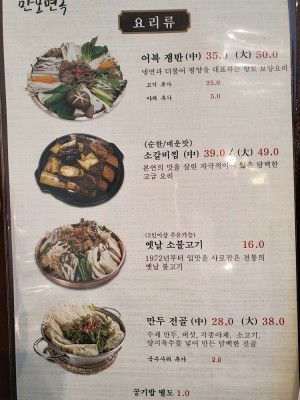 만포면옥
요리류
어복 쟁반(中) 35.0 (大) 50.0
냉면과 더불어 평양을 대표하는 향토 보양요리
고기 추가 25.0
야채 추가 5.0
(순한/매운맛)
소갈비찜 (中) 39.0 / (大) 49.0
본연의 맛을 살린 자극적이지 않은 담백한
고급 요리
(2인이상 주문가능)
옛날 소불고기 16.0
1972년부터 입맛을 사로잡은 전통의
옛날 불고기
만두 전골 (中) 28.0 (大) 38.0
수제 만두, 버섯, 각종야채, 소고기,
양지육수를 넣어 만든 담백한 전골
국수사리 추가 2.0
공기밥 별도 1.0